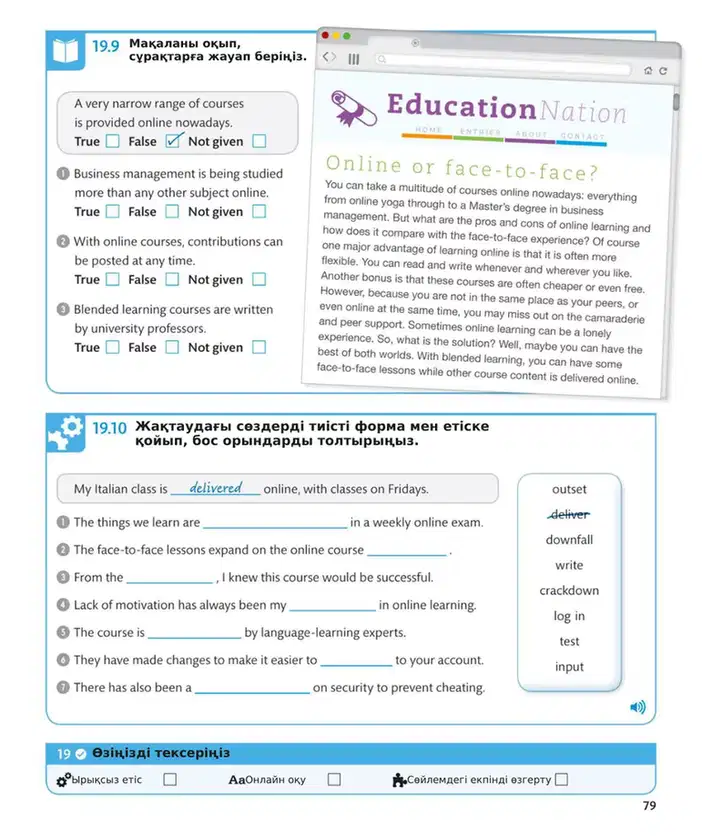 19.9 Мақаланы оқып,
сұрақтарға жауап беріңіз.
A very narrow range of courses
is provided online nowadays.
True False Not given
1 Business management is being studied
more than any other subject online.
True False Not given
2 With online courses, contributions can
be posted at any time.
True False Not given
3 Blended learning courses are written
by university professors.
True False Not given
EducationNation
HOME ENTRIES ABOUT CONTACT
Online or face-to-face?
You can take a multitude of courses online nowadays: everything
from online yoga through to a Master's degree in business
management. But what are the pros and cons of online learning and
how does it compare with the face-to-face experience? Of course
one major advantage of learning online is that it is often more
flexible. You can read and write whenever and wherever you like.
Another bonus is that these courses are often cheaper or even free.
However, because you are not in the same place as your peers, or
even online at the same time, you may miss out on the camaraderie
and peer support. Sometimes online learning can be a lonely
experience. So, what is the solution? Well, maybe you can have the
best of both worlds. With blended learning, you can have some
face-to-face lessons while other course content is delivered online.
19.10 Жақтаудағы сөздерді тиісті форма мен етіске
қойып, бос орындарды толтырыңыз.
My Italian class is delivered online, with classes on Fridays.
1 The things we learn are ____ in a weekly online exam.
2 The face-to-face lessons expand on the online course ____ .
3 From the ____ , I knew this course would be successful.
4 Lack of motivation has always been my ____ in online learning.
5 The course is ____ by language-learning experts.
6 They have made changes to make it easier to ____ to your account.
7 There has also been a ____ on security to prevent cheating.
outset
deliver
downfall
write
crackdown
log in
test
input
19 Өзіңізді тексеріңіз
Ырықсыз етіс Aa Онлайн оқу Сөйлемдегі екпінді өзгерту
79